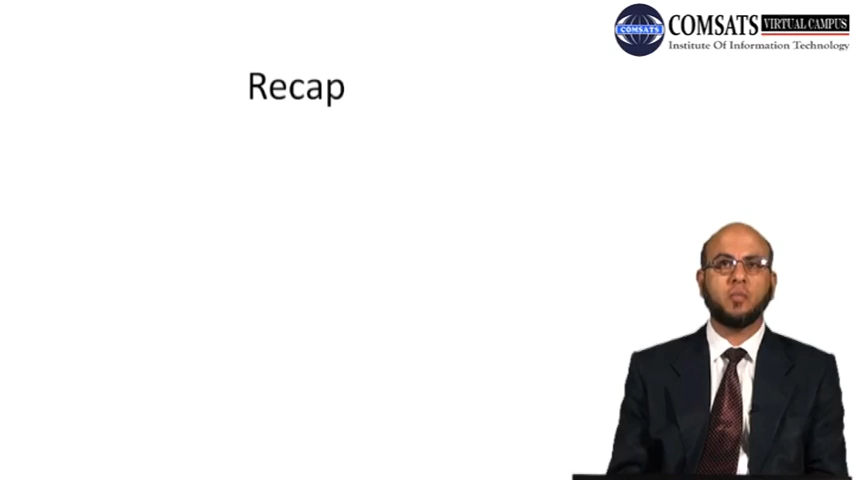 COMSATS VIRTUAL CAMPUS
Institute Of Information Technology
COMSATS
Recap